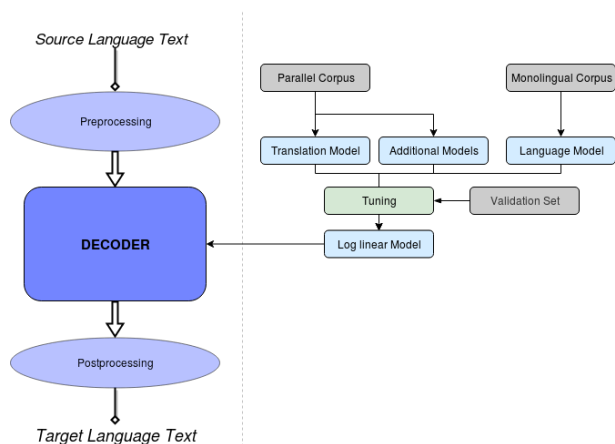 Source Language Text
Preprocessing
DECODER
Postprocessing
Target Language Text
Parallel Corpus
Monolingual Corpus
Translation Model
Additional Models
Language Model
Tuning
Validation Set
Log linear Model